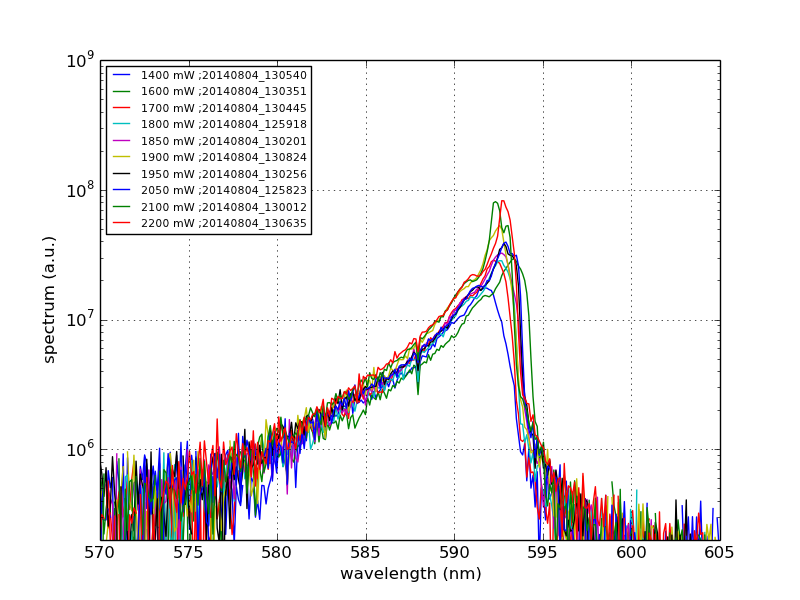 10^9
10^8
10^7
10^6
spectrum (a.u.)
1400 mW ;20140804_130540
1600 mW ;20140804_130351
1700 mW ;20140804_130445
1800 mW ;20140804_125918
1850 mW ;20140804_130201
1900 mW ;20140804_130824
1950 mW ;20140804_130256
2050 mW ;20140804_125823
2100 mW ;20140804_130012
2200 mW ;20140804_130635
570 575 580 585 590 595 600 605
wavelength (nm)